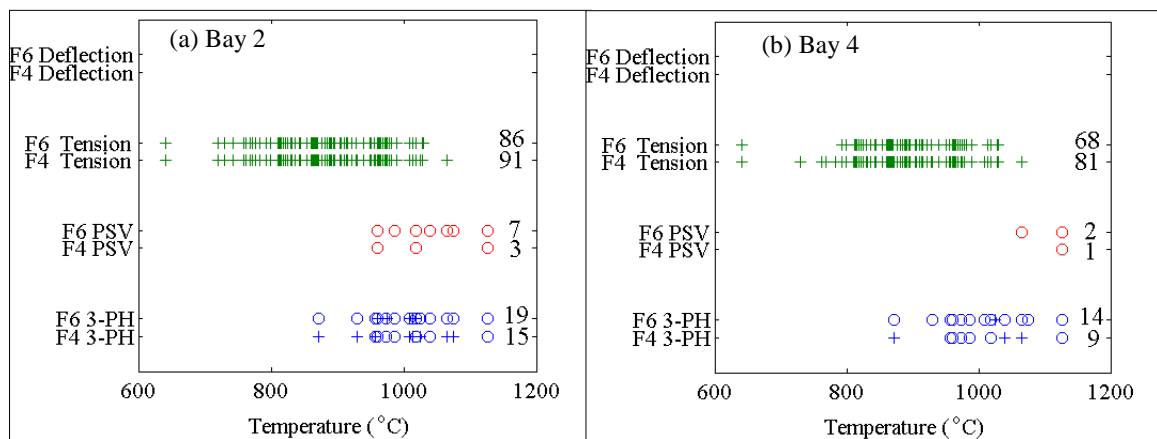 (a) Bay 2
F6 Deflection
F4 Deflection
F6 Tension 86
F4 Tension 91
F6 PSV 7
F4 PSV 3
F6 3-PH 19
F4 3-PH 15
600 800 1000 1200
Temperature (°C)
(b) Bay 4
F6 Deflection
F4 Deflection
F6 Tension 68
F4 Tension 81
F6 PSV 2
F4 PSV 1
F6 3-PH 14
F4 3-PH 9
600 800 1000 1200
Temperature (°C)